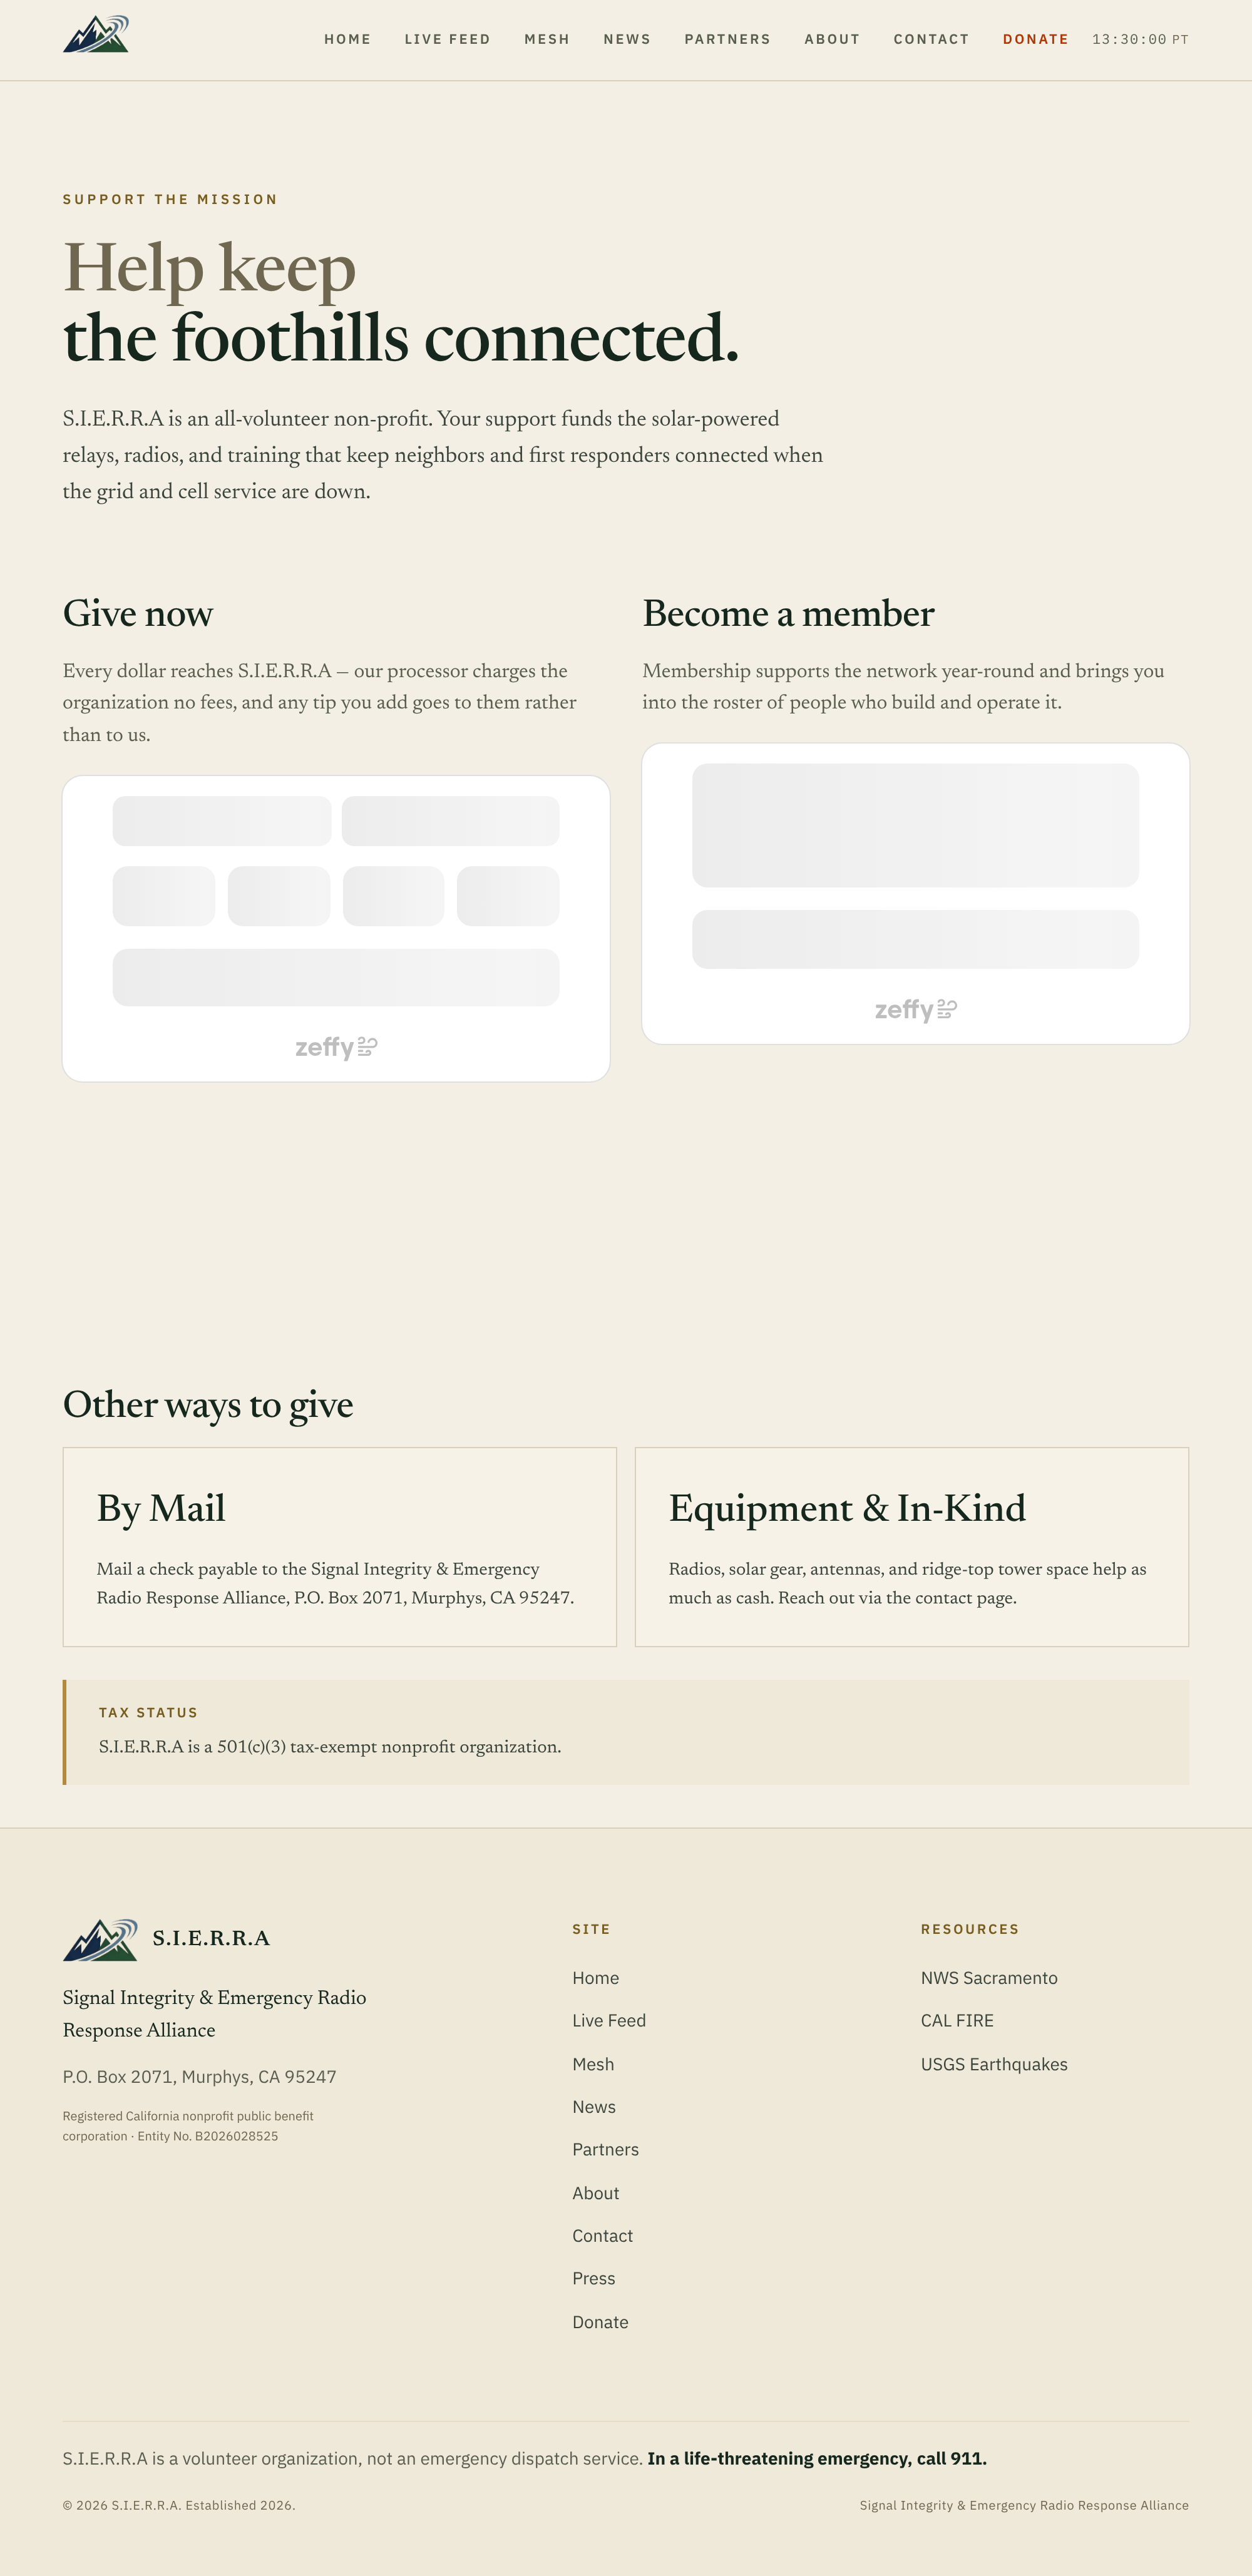 HOME LIVE FEED MESH NEWS PARTNERS ABOUT CONTACT DONATE 13:30:00 PT
SUPPORT THE MISSION
Help keep
the foothills connected.
S.I.E.R.R.A is an all-volunteer non-profit. Your support funds the solar-powered
relays, radios, and training that keep neighbors and first responders connected when
the grid and cell service are down.
Give now
Every dollar reaches S.I.E.R.R.A — our processor charges the
organization no fees, and any tip you add goes to them rather
than to us.
zeffy
Become a member
Membership supports the network year-round and brings you
into the roster of people who build and operate it.
zeffy
Other ways to give
By Mail
Mail a check payable to the Signal Integrity & Emergency
Radio Response Alliance, P.O. Box 2071, Murphys, CA 95247.
Equipment & In-Kind
Radios, solar gear, antennas, and ridge-top tower space help as
much as cash. Reach out via the contact page.
TAX STATUS
S.I.E.R.R.A is a 501(c)(3) tax-exempt nonprofit organization.
S.I.E.R.R.A
Signal Integrity & Emergency Radio
Response Alliance
P.O. Box 2071, Murphys, CA 95247
Registered California nonprofit public benefit
corporation · Entity No. B2026028525
SITE
Home
Live Feed
Mesh
News
Partners
About
Contact
Press
Donate
RESOURCES
NWS Sacramento
CAL FIRE
USGS Earthquakes
S.I.E.R.R.A is a volunteer organization, not an emergency dispatch service. In a life-threatening emergency, call 911.
© 2026 S.I.E.R.R.A. Established 2026.
Signal Integrity & Emergency Radio Response Alliance